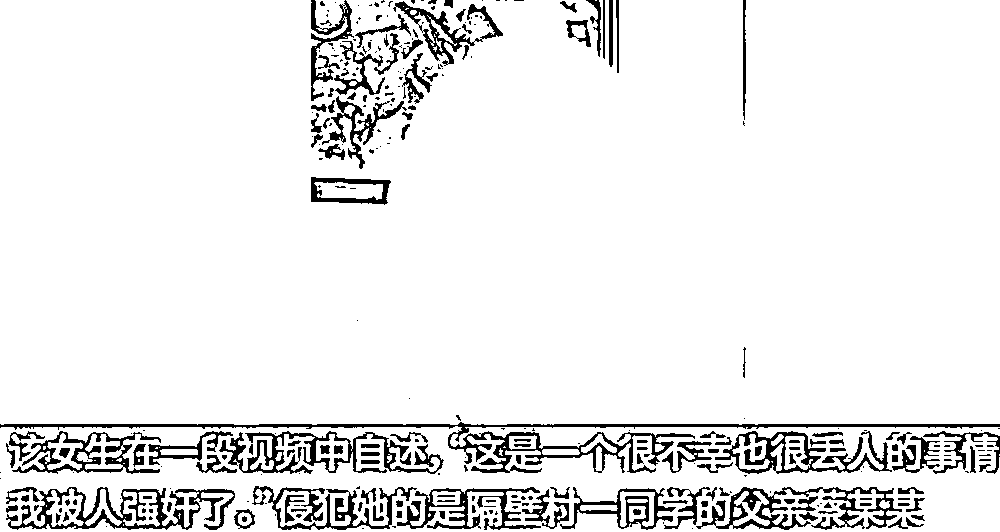 该女生在一段视频中自述，“这是一个很不幸也很丢人的事情
我被人强奸了。”侵犯她的是隔壁村一同学的父亲蔡某某